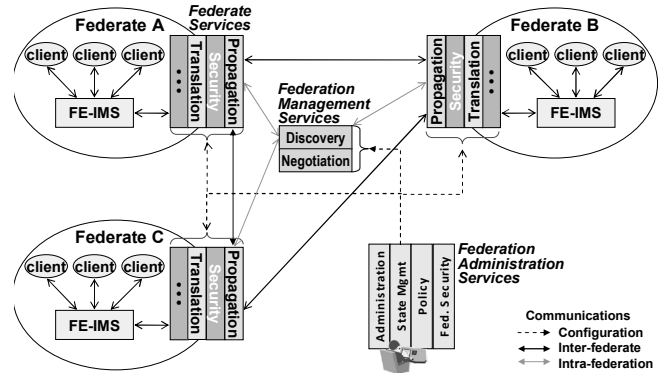 Federate A
Federate
Services
Federate B
client
client
client
FE-IMS
• • •
Translation
Security
Propagation
Federation
Management
Services
Discovery
Negotiation
Propagation
Security
Translation
• • •
client
client
client
FE-IMS
Federate C
client
client
client
FE-IMS
• • •
Translation
Security
Propagation
Administration
State Mgmt
Policy
Fed. Security
Federation
Administration
Services
Communications
Configuration
Inter-federate
Intra-federation